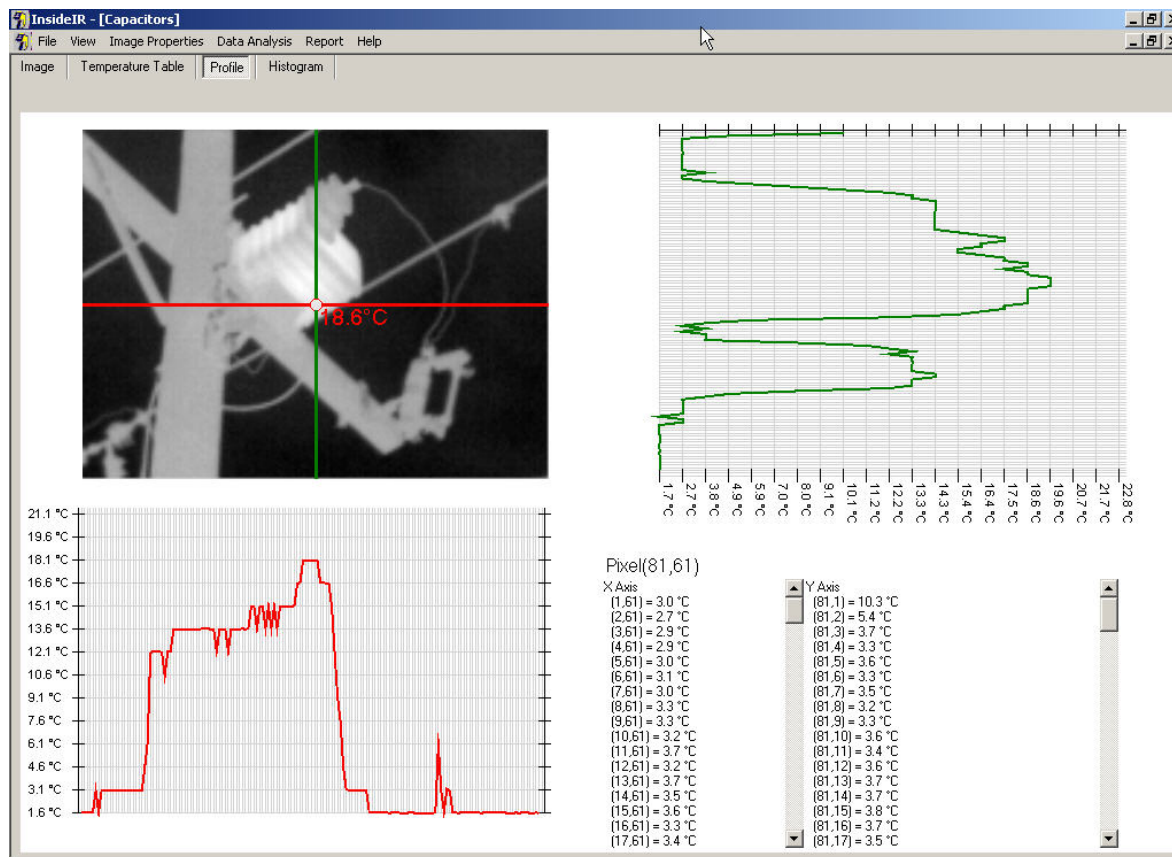 InsideIR - [Capacitors]
File View Image Properties Data Analysis Report Help
Image Temperature Table Profile Histogram
18.6°C
1.7 °C
2.7 °C
3.8 °C
4.9 °C
5.9 °C
7.0 °C
8.0 °C
9.1 °C
10.1 °C
11.2 °C
12.2 °C
13.3 °C
14.3 °C
15.4 °C
16.4 °C
17.5 °C
18.6 °C
19.6 °C
20.7 °C
21.7 °C
22.8 °C
21.1 °C
19.6 °C
18.1 °C
16.6 °C
15.1 °C
13.6 °C
12.1 °C
10.6 °C
9.1 °C
7.6 °C
6.1 °C
4.6 °C
3.1 °C
1.6 °C
Pixel(81,61)
X Axis
(1,61) = 3.0 °C
(2,61) = 2.7 °C
(3,61) = 2.9 °C
(4,61) = 2.9 °C
(5,61) = 3.0 °C
(6,61) = 3.1 °C
(7,61) = 3.0 °C
(8,61) = 3.3 °C
(9,61) = 3.3 °C
(10,61) = 3.2 °C
(11,61) = 3.7 °C
(12,61) = 3.2 °C
(13,61) = 3.7 °C
(14,61) = 3.5 °C
(15,61) = 3.6 °C
(16,61) = 3.3 °C
(17,61) = 3.4 °C
Y Axis
(81,1) = 10.3 °C
(81,2) = 5.4 °C
(81,3) = 3.7 °C
(81,4) = 3.3 °C
(81,5) = 3.6 °C
(81,6) = 3.3 °C
(81,7) = 3.5 °C
(81,8) = 3.2 °C
(81,9) = 3.3 °C
(81,10) = 3.6 °C
(81,11) = 3.4 °C
(81,12) = 3.6 °C
(81,13) = 3.7 °C
(81,14) = 3.7 °C
(81,15) = 3.8 °C
(81,16) = 3.7 °C
(81,17) = 3.5 °C